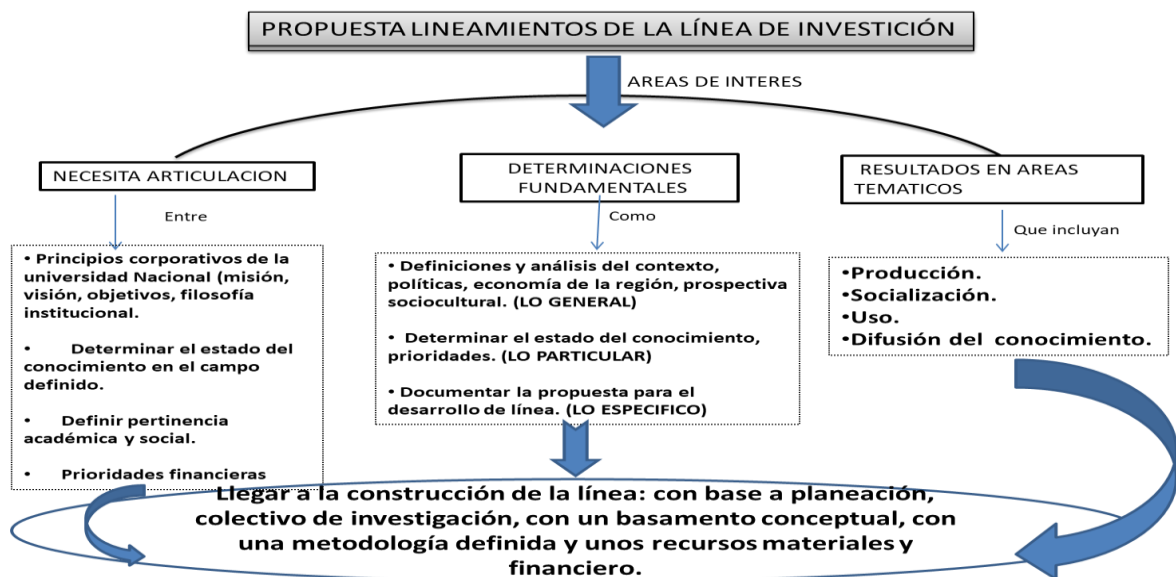 PROPUESTA LINEAMIENTOS DE LA LÍNEA DE INVESTICIÓN
AREAS DE INTERES
NECESITA ARTICULACION
Entre
• Principios corporativos de la
universidad Nacional (misión,
visión, objetivos, filosofía
institucional.
• Determinar el estado del
conocimiento en el campo
definido.
• Definir pertinencia
académica y social.
• Prioridades financieras
DETERMINACIONES
FUNDAMENTALES
Como
• Definiciones y análisis del contexto,
políticas, economía de la región, prospectiva
sociocultural. (LO GENERAL)
• Determinar el estado del conocimiento,
prioridades. (LO PARTICULAR)
• Documentar la propuesta para el
desarrollo de línea. (LO ESPECIFICO)
RESULTADOS EN AREAS
TEMATICOS
Que incluyan
•Producción.
•Socialización.
•Uso.
•Difusión del conocimiento.
Llegar a la construcción de la línea: con base a planeación,
colectivo de investigación, con un basamento conceptual, con
una metodología definida y unos recursos materiales y
financiero.